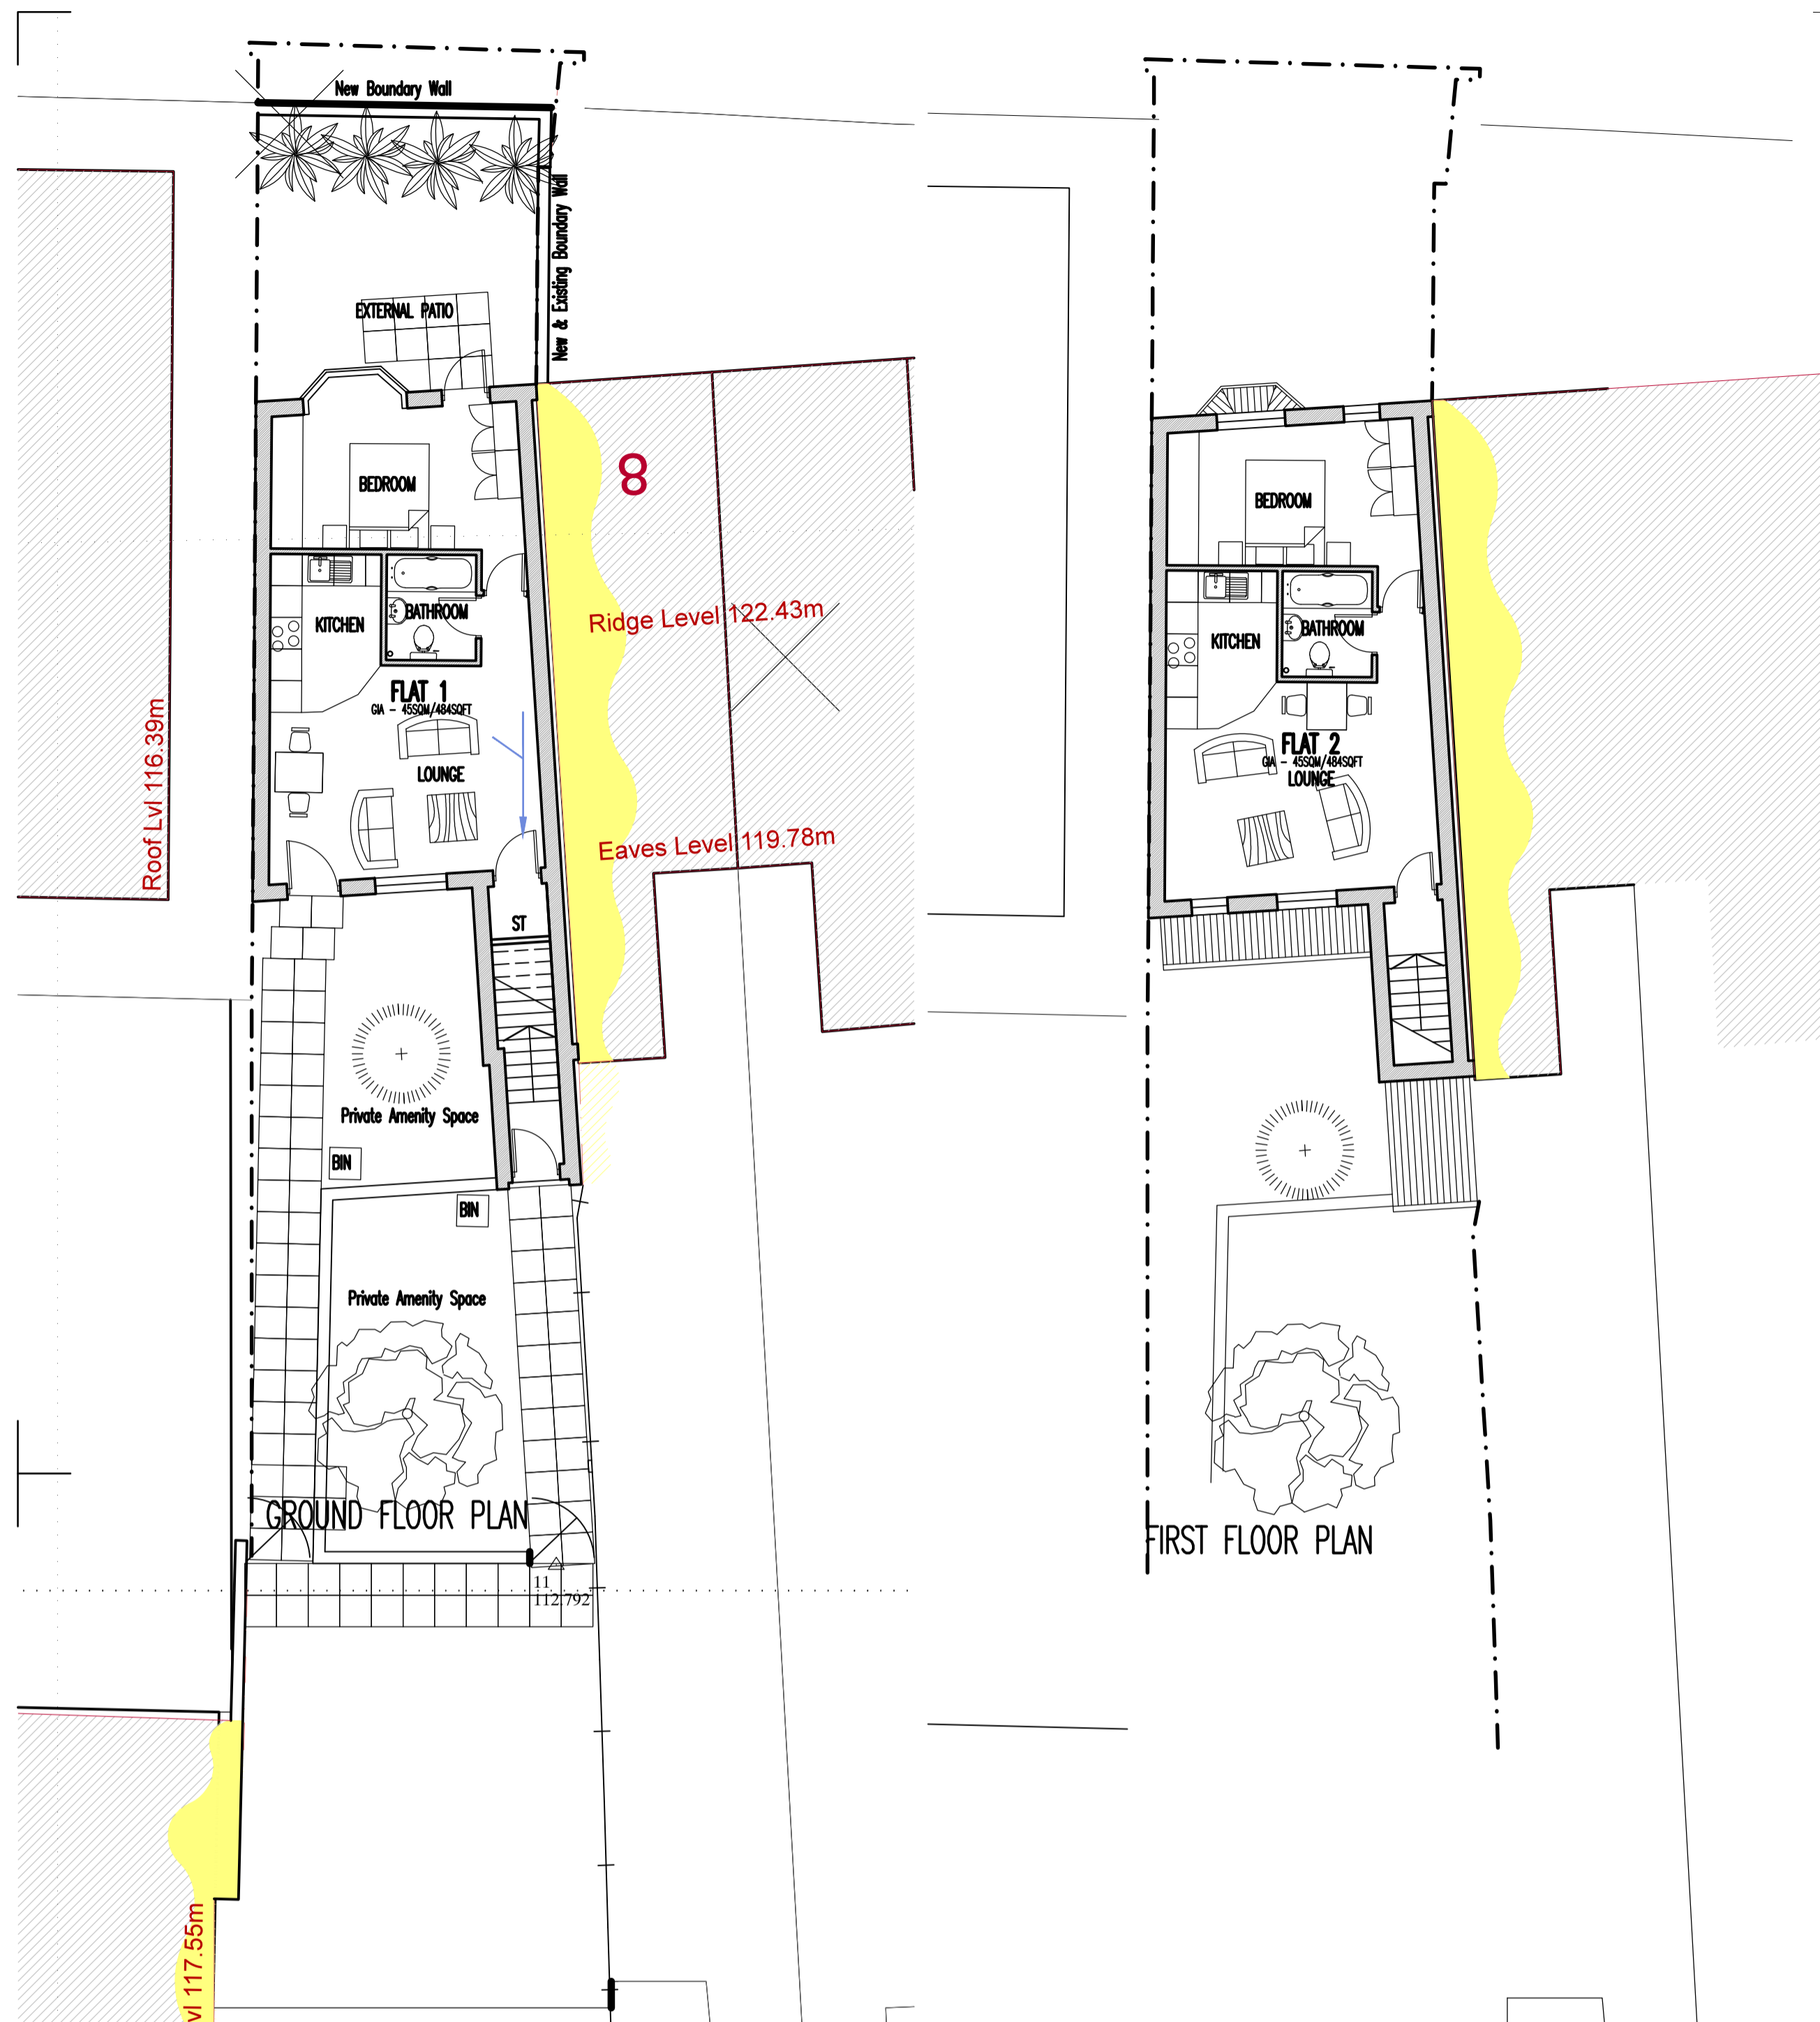 New Boundary Wall
New & Existing Boundary Wall
EXTERNAL PATIO
8
BEDROOM
KITCHEN
BATHROOM
Ridge Level 122.43m
FLAT 1
GIA - 45SQM/484SQFT
LOUNGE
Roof Lvl 116.39m
Eaves Level 119.78m
ST
Private Amenity Space
BIN
BIN
Private Amenity Space
GROUND FLOOR PLAN
11
112.792
vl 117.55m
BEDROOM
KITCHEN
BATHROOM
FLAT 2
GIA - 45SQM/484SQFT
LOUNGE
FIRST FLOOR PLAN